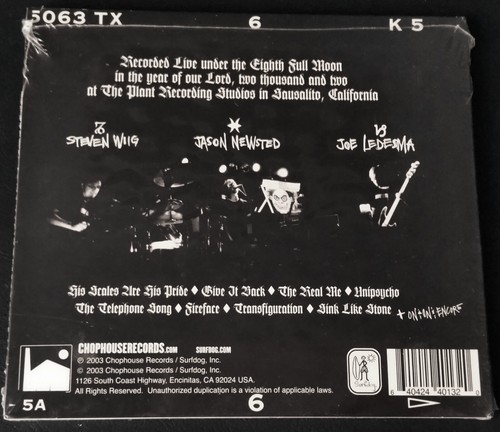 5063 TX 6 K 5
Recorded Live under the Eighth Full Moon
in the year of our Lord, two thousand and two
at The Plant Recording Studios in Sausalito, California
STEVEN WIIG JASON NEWSTED JOE LEDESMA
His Scales Are His Pride ♦ Give It Back ♦ The Real Me ♦ Unipsycho
The Telephone Song ♦ Fireface ♦ Transfiguration ♦ Sink Like Stone
CHOPHOUSERECORDS.COM SURFDOG.COM
℗ 2003 Chophouse Records / Surfdog, Inc.
© 2003 Chophouse Records / Surfdog, Inc.
1126 South Coast Highway, Encinitas, CA 92024 USA.
All Rights Reserved. Unauthorized duplication is a violation of applicable laws.
Surfdog
6 40424 40132 0
5A 6